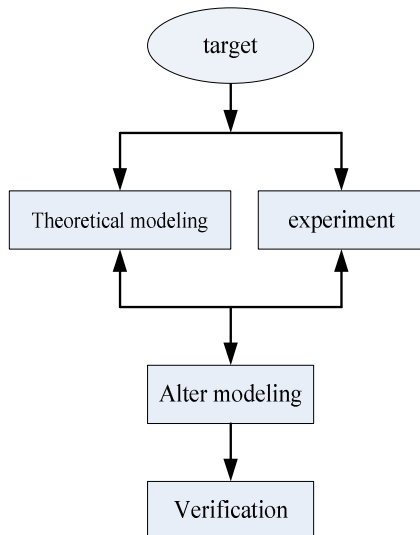 target
Theoretical modeling
experiment
Alter modeling
Verification